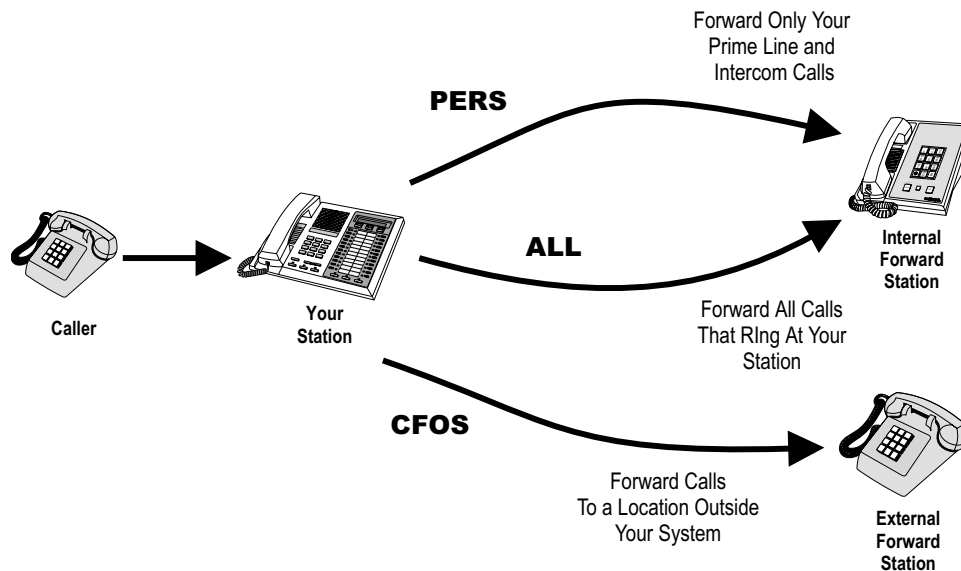 Forward Only Your
Prime Line and
Intercom Calls
PERS
ALL
Internal
Forward
Station
Caller
Your
Station
Forward All Calls
That RIng At Your
Station
CFOS
Forward Calls
To a Location Outside
Your System
External
Forward
Station